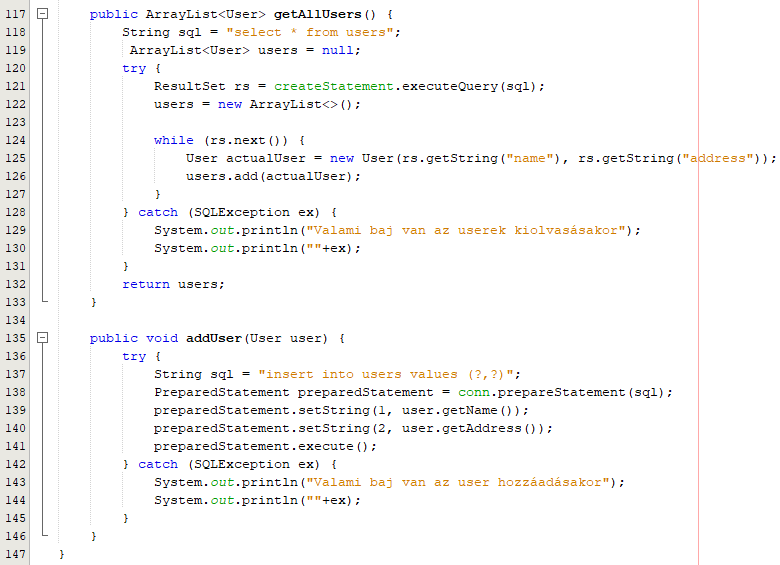 117 public ArrayList<User> getAllUsers() {
118 String sql = "select * from users";
119 ArrayList<User> users = null;
120 try {
121 ResultSet rs = createStatement.executeQuery(sql);
122 users = new ArrayList<>();
123
124 while (rs.next()) {
125 User actualUser = new User(rs.getString("name"), rs.getString("address"));
126 users.add(actualUser);
127 }
128 } catch (SQLException ex) {
129 System.out.println("Valami baj van az userek kiolvasásakor");
130 System.out.println(""+ex);
131 }
132 return users;
133 }
134
135 public void addUser(User user) {
136 try {
137 String sql = "insert into users values (?,?)";
138 PreparedStatement preparedStatement = conn.prepareStatement(sql);
139 preparedStatement.setString(1, user.getName());
140 preparedStatement.setString(2, user.getAddress());
141 preparedStatement.execute();
142 } catch (SQLException ex) {
143 System.out.println("Valami baj van az user hozzáadásakor");
144 System.out.println(""+ex);
145 }
146 }
147 }